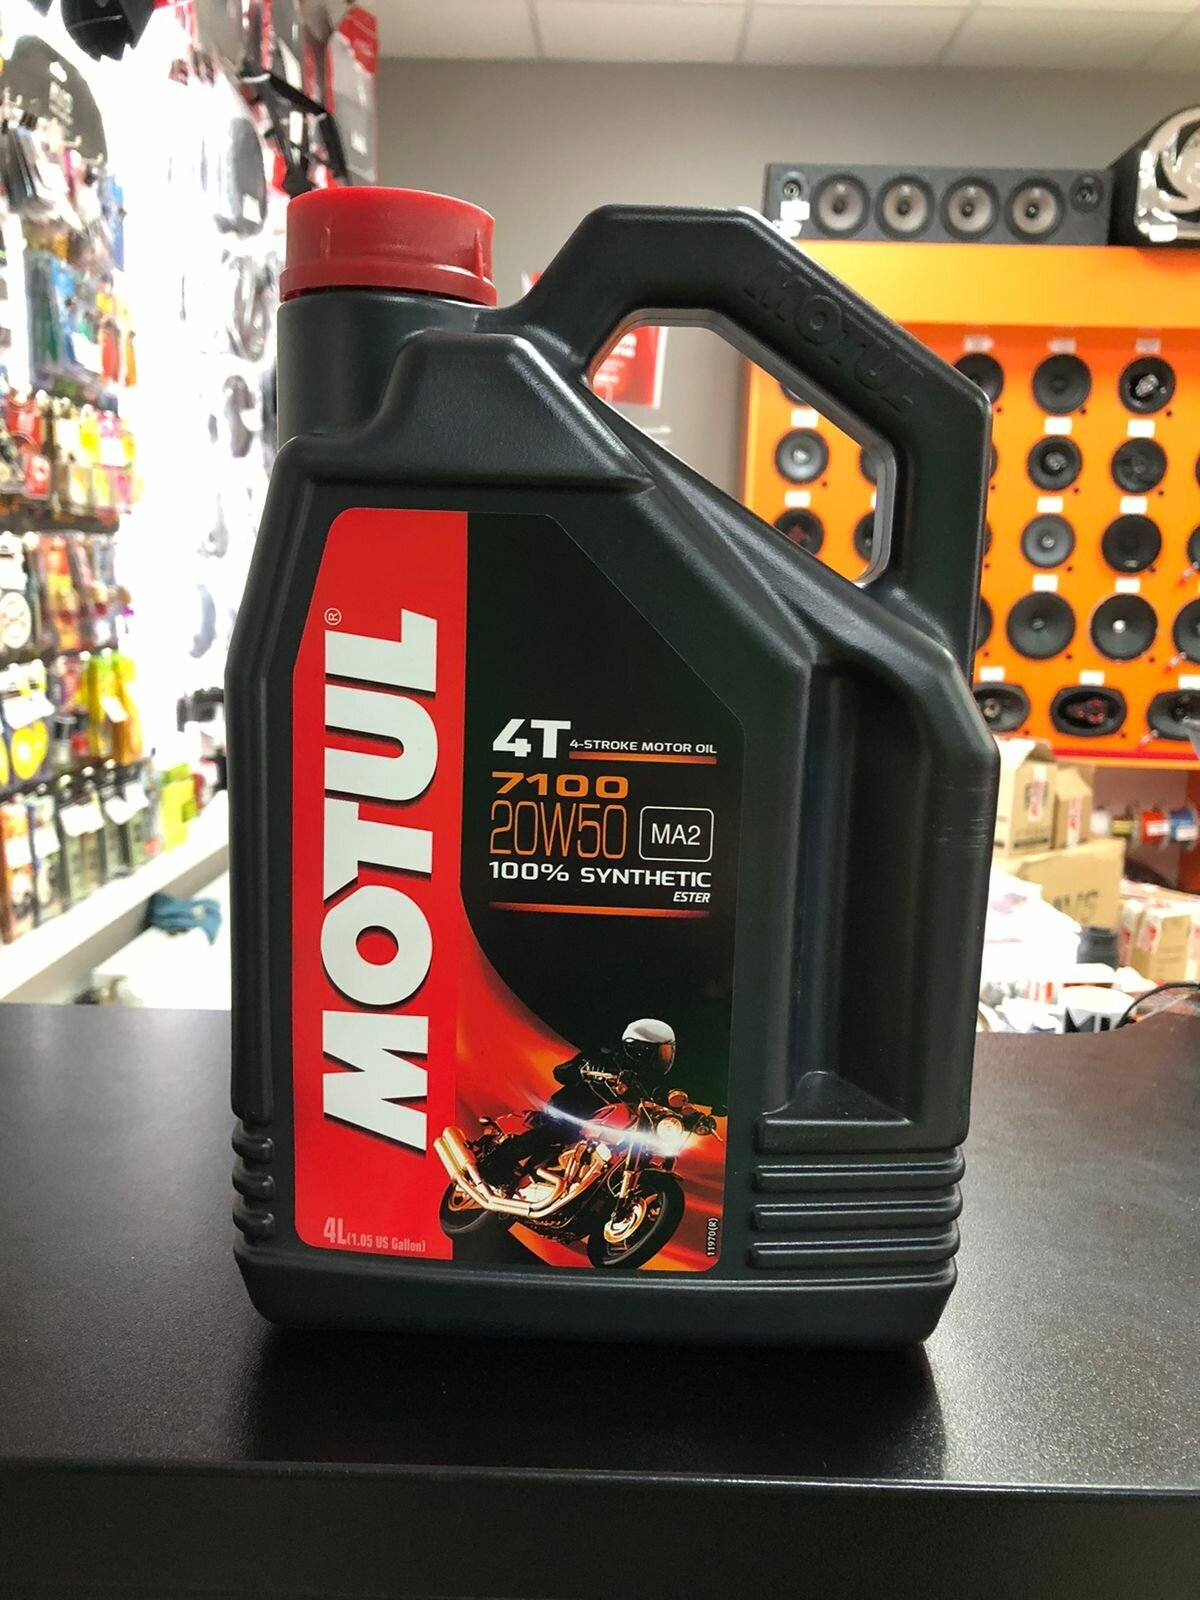 MOTUL
MOTUL®
4T 4-STROKE MOTOR OIL
7100
20W50 MA2
100% SYNTHETIC
ESTER
4L(1.05 US Gallon)
11970(R)